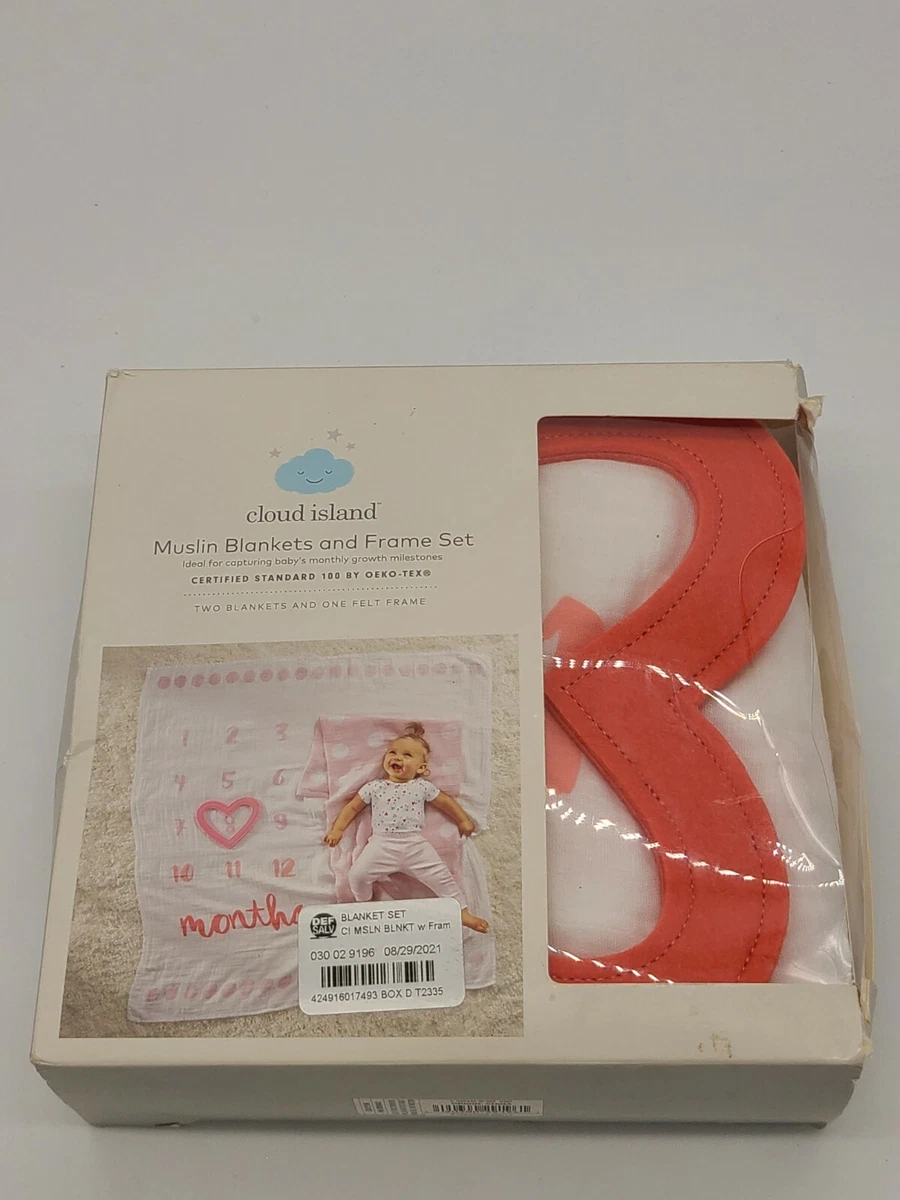 cloud island™
Muslin Blankets and Frame Set
Ideal for capturing baby's monthly growth milestones
CERTIFIED STANDARD 100 BY OEKO-TEX®
TWO BLANKETS AND ONE FELT FRAME
1 2 3
4 5 6
7 8 9
10 11 12
months
DEF SALV
BLANKET SET
CI MSLN BLNKT w Fram
030 02 9196 08/29/2021
424916017493 BOX D T2335